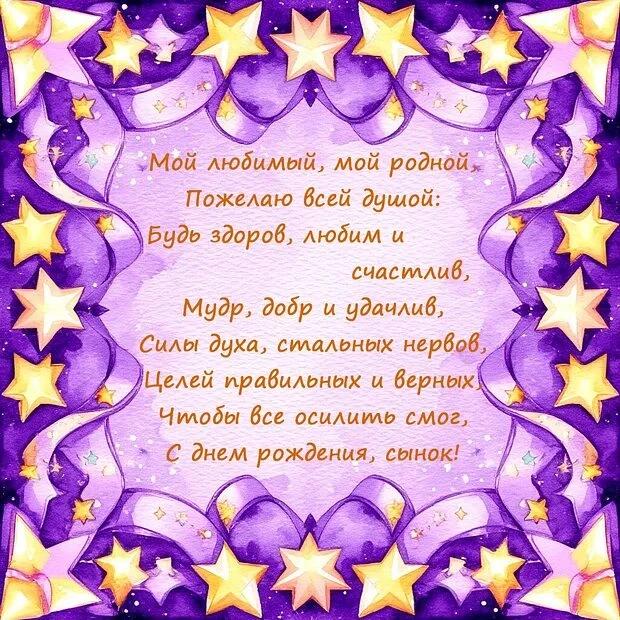 Мой любимый, мой родной,
Пожелаю всей душой:
Будь здоров, любим и
счастлив,
Мудр, добр и удачлив,
Силы духа, стальных нервов,
Целей правильных и верных,
Чтобы все осилить смог,
С днем рождения, сынок!